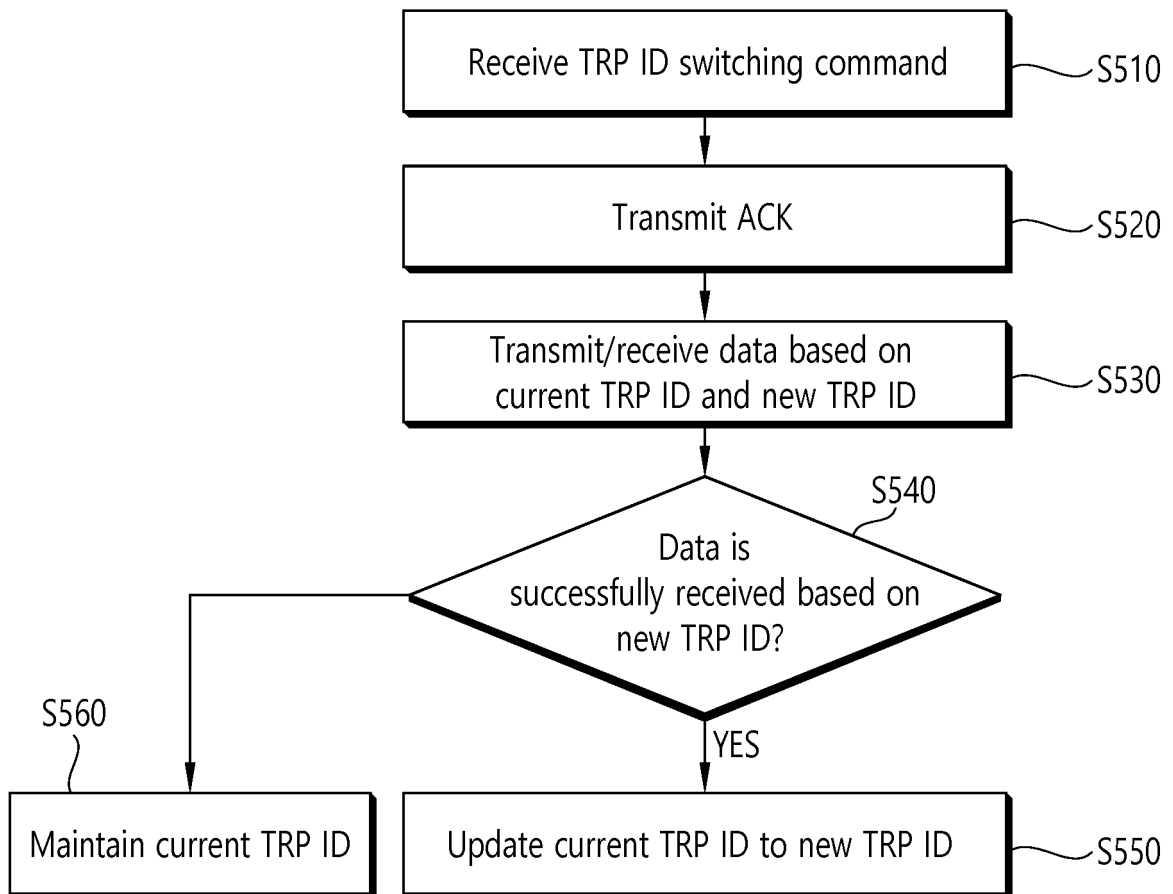 Receive TRP ID switching command
S510
Transmit ACK
S520
Transmit/receive data based on
current TRP ID and new TRP ID
S530
S540
Data is
successfully received based on
new TRP ID?
S560
YES
Maintain current TRP ID
Update current TRP ID to new TRP ID
S550